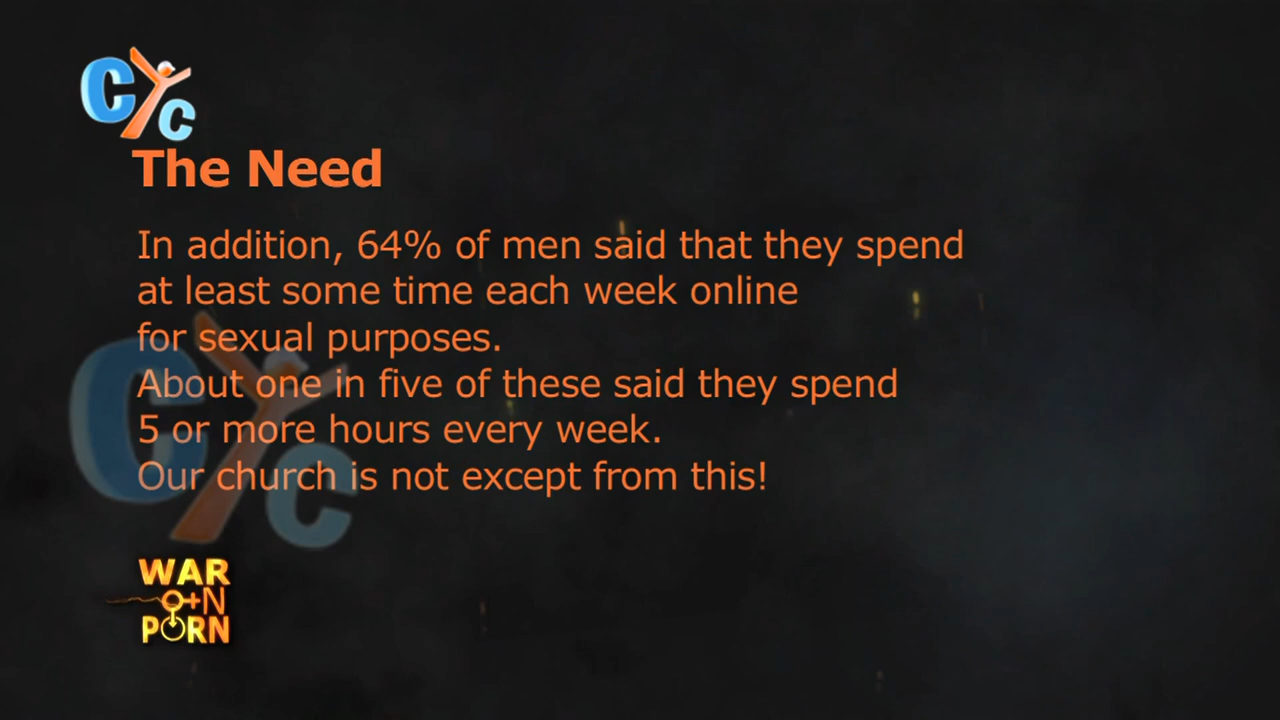 CYC
The Need
In addition, 64% of men said that they spend
at least some time each week online
for sexual purposes.
About one in five of these said they spend
5 or more hours every week.
Our church is not except from this!
CYC
WAR
ON
PORN